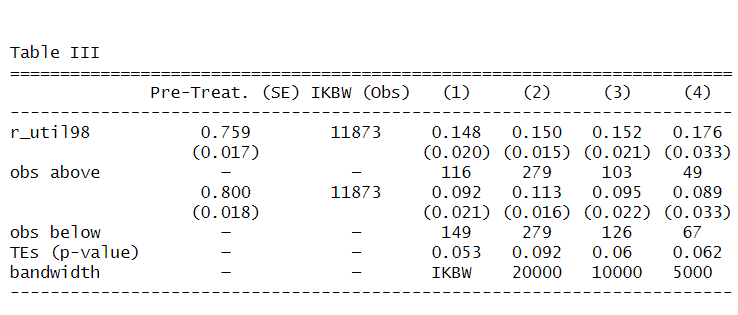 Table III
========================================================================
Pre-Treat. (SE) IKBW (Obs) (1) (2) (3) (4)
------------------------------------------------------------------------
r_util98 0.759 11873 0.148 0.150 0.152 0.176
(0.017) (0.020) (0.015) (0.021) (0.033)
obs above – – 116 279 103 49
0.800 11873 0.092 0.113 0.095 0.089
(0.018) (0.021) (0.016) (0.022) (0.033)
obs below – – 149 279 126 67
TEs (p-value) – – 0.053 0.092 0.06 0.062
bandwidth – – IKBW 20000 10000 5000
------------------------------------------------------------------------